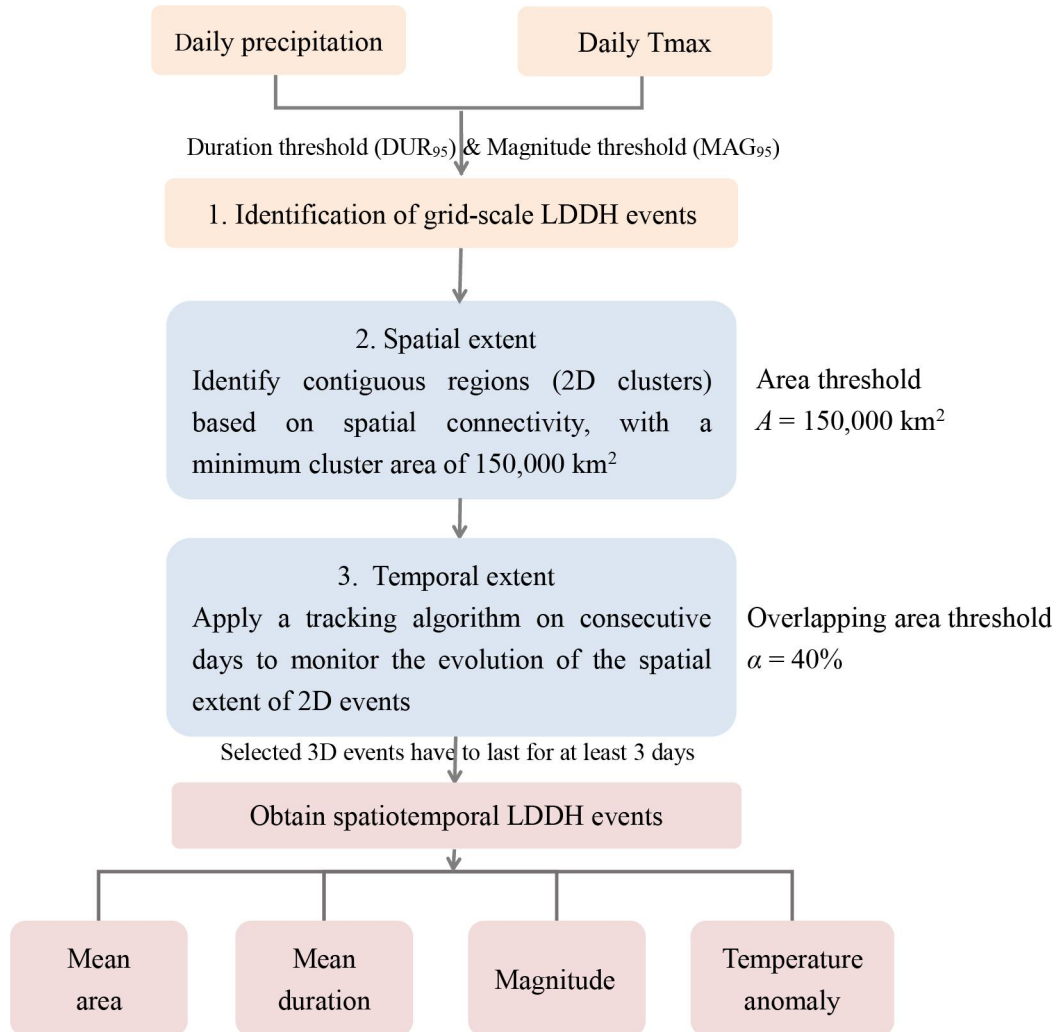 Daily precipitation
Daily Tmax
Duration threshold (DUR₉₅) & Magnitude threshold (MAG₉₅)
1. Identification of grid-scale LDDH events
2. Spatial extent
Identify contiguous regions (2D clusters)
based on spatial connectivity, with a
minimum cluster area of 150,000 km²
Area threshold
A = 150,000 km²
3. Temporal extent
Apply a tracking algorithm on consecutive
days to monitor the evolution of the spatial
extent of 2D events
Overlapping area threshold
α = 40%
Selected 3D events have to last for at least 3 days
Obtain spatiotemporal LDDH events
Mean
area
Mean
duration
Magnitude
Temperature
anomaly